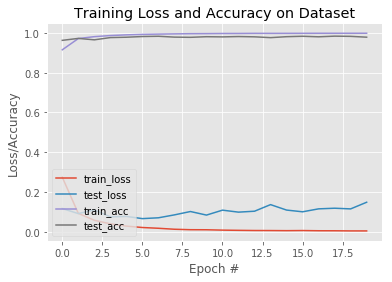 Training Loss and Accuracy on Dataset
Loss/Accuracy
1.0
0.8
0.6
0.4
0.2
0.0
train_loss
test_loss
train_acc
test_acc
0.0 2.5 5.0 7.5 10.0 12.5 15.0 17.5
Epoch #